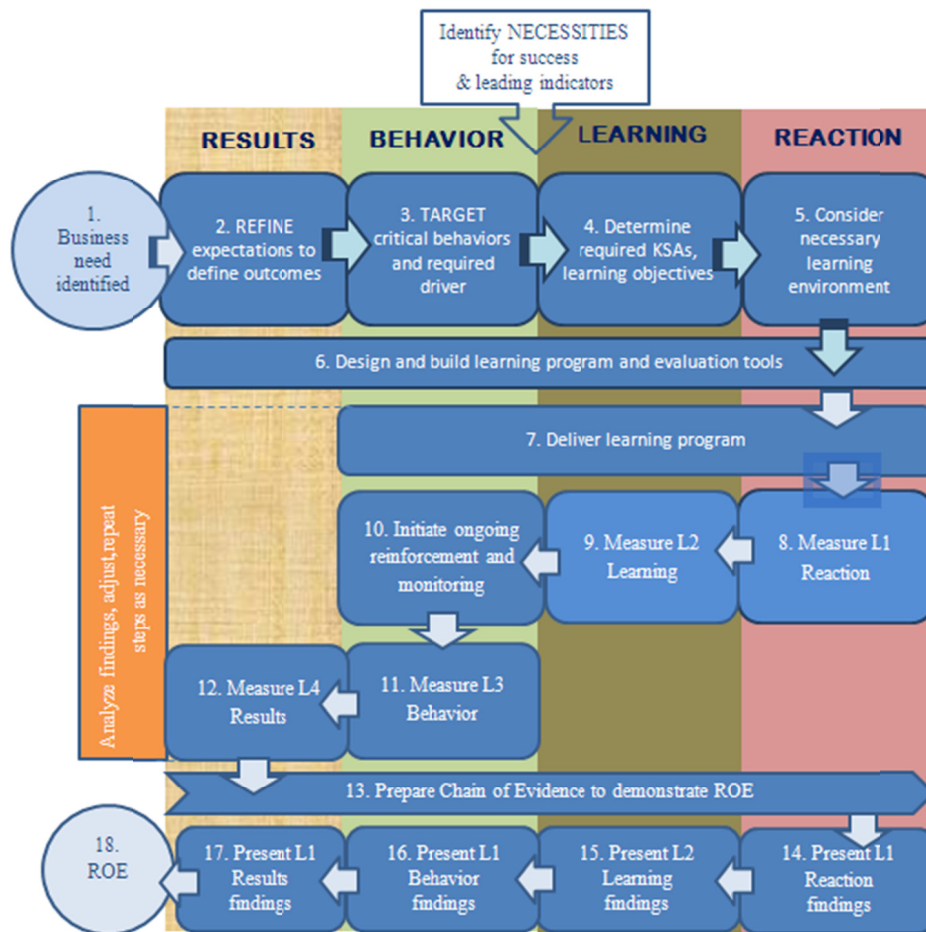 Identify NECESSITIES
for success
& leading indicators
RESULTS
BEHAVIOR
LEARNING
REACTION
1.
Business
need
identified
2. REFINE
expectations to
define outcomes
3. TARGET
critical behaviors
and required
driver
4. Determine
required KSAs,
learning objectives
5. Consider
necessary
learning
environment
6. Design and build learning program and evaluation tools
7. Deliver learning program
Analyze findings, adjust,repeat
steps as necessary
8. Measure L1
Reaction
9. Measure L2
Learning
10. Initiate ongoing
reinforcement and
monitoring
11. Measure L3
Behavior
12. Measure L4
Results
13. Prepare Chain of Evidence to demonstrate ROE
14. Present L1
Reaction
findings
15. Present L2
Learning
findings
16. Present L1
Behavior
findings
17. Present L1
Results
findings
18.
ROE